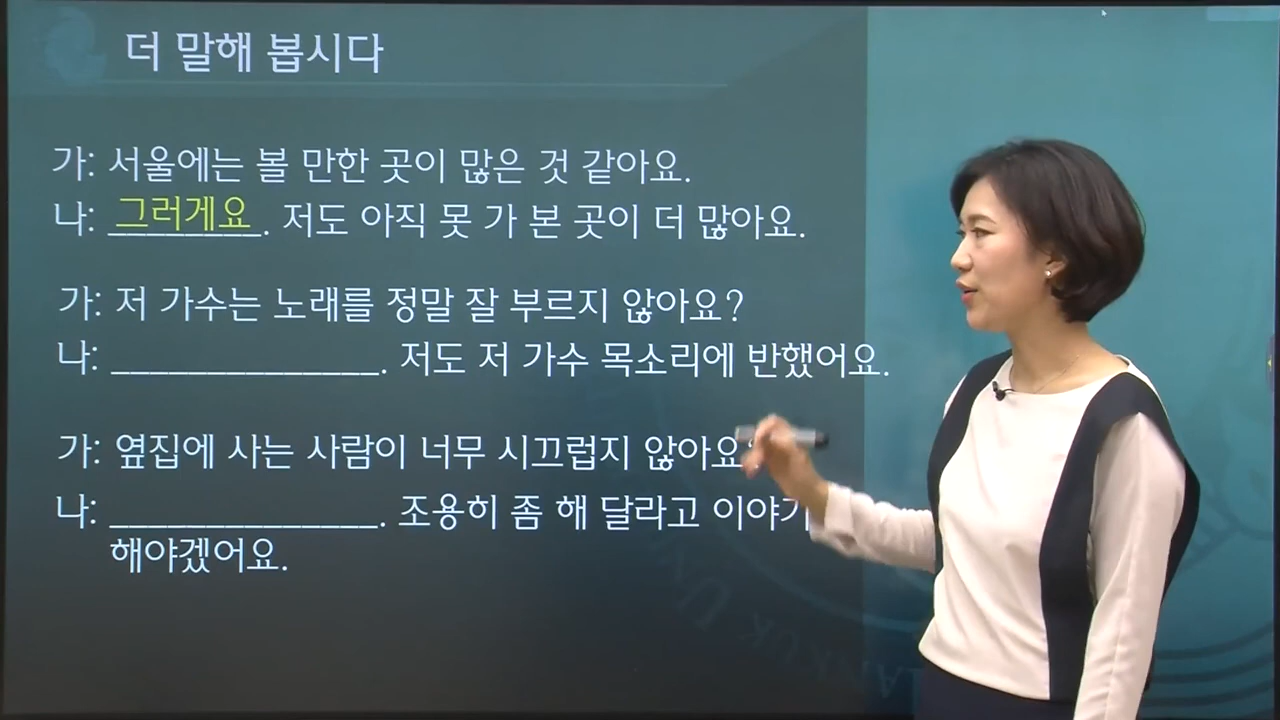 더 말해 봅시다
가: 서울에는 볼 만한 곳이 많은 것 같아요.
나: 그러게요. 저도 아직 못 가 본 곳이 더 많아요.
가: 저 가수는 노래를 정말 잘 부르지 않아요?
나: ______________. 저도 저 가수 목소리에 반했어요.
가: 옆집에 사는 사람이 너무 시끄럽지 않아요
나: ______________. 조용히 좀 해 달라고
해야겠어요.